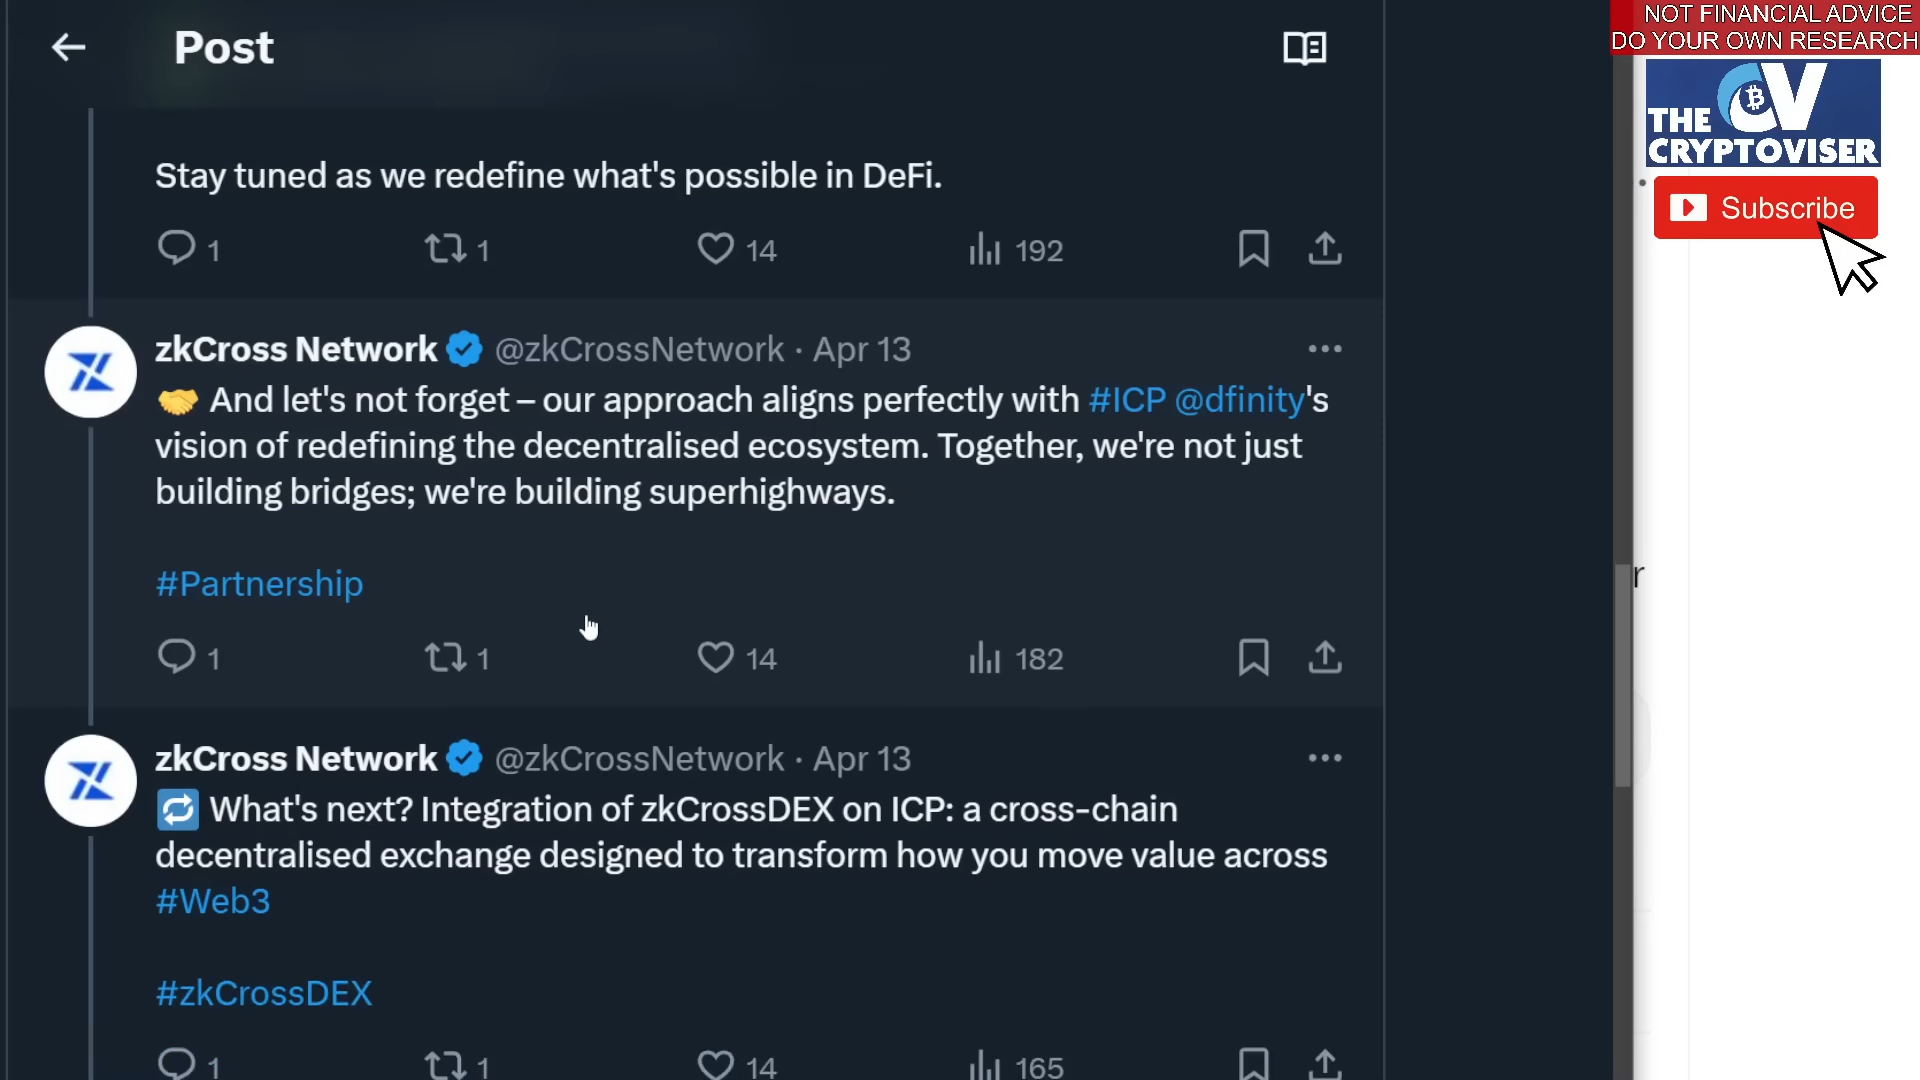 Post
NOT FINANCIAL ADVICE
DO YOUR OWN RESEARCH
THE CV
CRYPTOVISER
Subscribe
Stay tuned as we redefine what's possible in DeFi.
1 1 14 192
zkCross Network @zkCrossNetwork · Apr 13
🤝 And let's not forget – our approach aligns perfectly with #ICP @dfinity's
vision of redefining the decentralised ecosystem. Together, we're not just
building bridges; we're building superhighways.
#Partnership
1 1 14 182
zkCross Network @zkCrossNetwork · Apr 13
🔁 What's next? Integration of zkCrossDEX on ICP: a cross-chain
decentralised exchange designed to transform how you move value across
#Web3
#zkCrossDEX
1 1 14 165
r